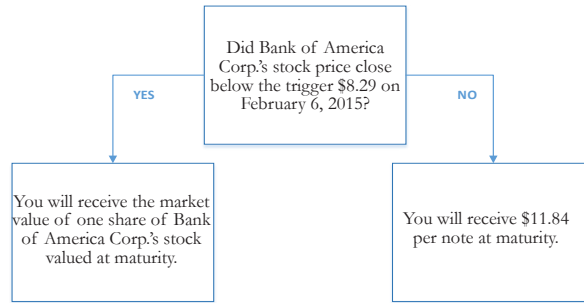 Did Bank of America
Corp.'s stock price close
below the trigger $8.29 on
February 6, 2015?
YES
NO
You will receive the market
value of one share of Bank
of America Corp.'s stock
valued at maturity.
You will receive $11.84
per note at maturity.